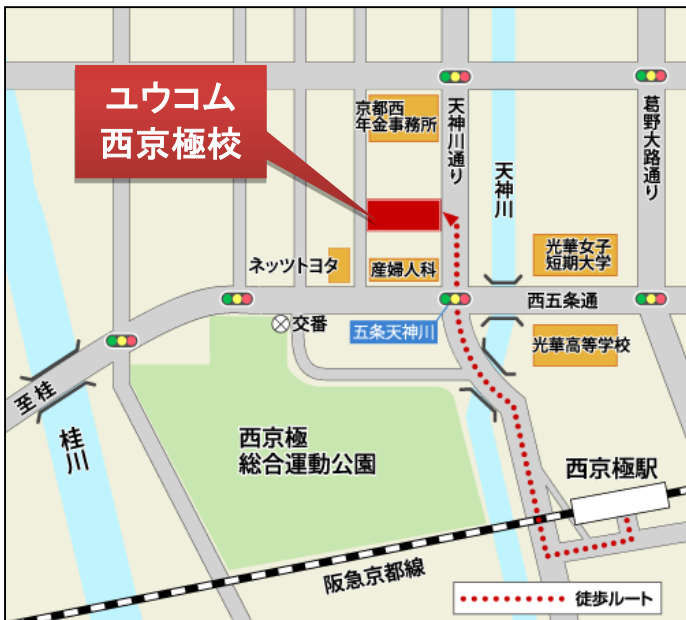 ユウコム
西京極校
京都西
年金事務所
天神川通り
葛野大路通り
天神川
光華女子
短期大学
ネッツトヨタ
産婦人科
西五条通
交番
五条天神川
光華高等学校
至桂
桂川
西京極
総合運動公園
西京極駅
阪急京都線
徒歩ルート